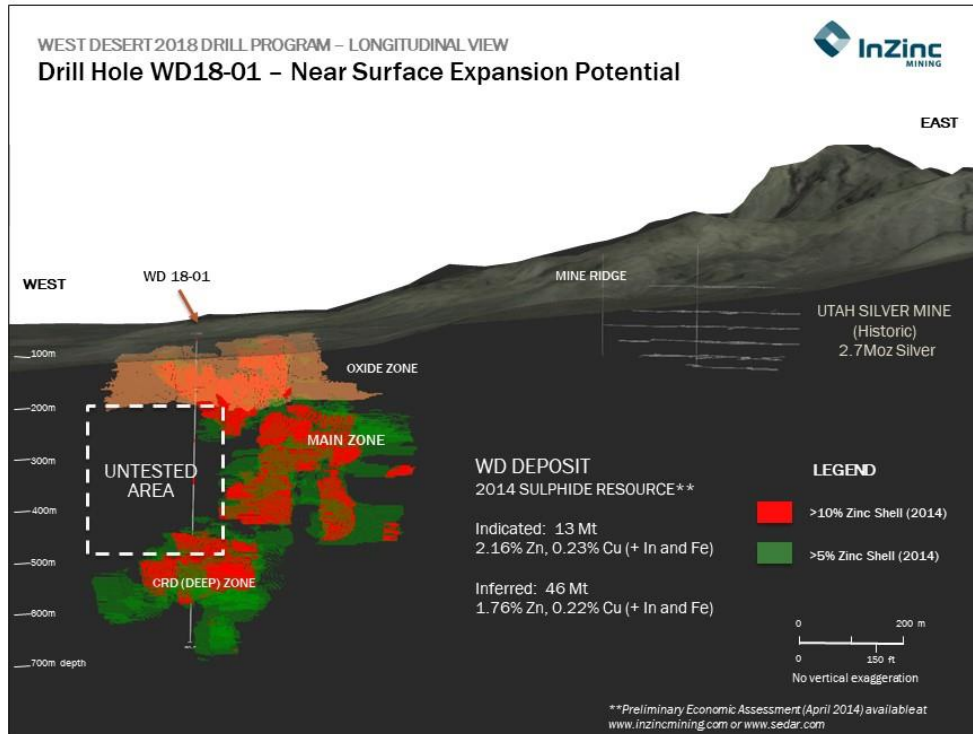 WEST DESERT 2018 DRILL PROGRAM – LONGITUDINAL VIEW
Drill Hole WD18-01 – Near Surface Expansion Potential
InZinc
MINING
EAST
WEST
WD 18-01
MINE RIDGE
UTAH SILVER MINE
(Historic)
2.7Moz Silver
100m
OXIDE ZONE
200m
MAIN ZONE
300m
UNTESTED
AREA
400m
500m
CRD (DEEP) ZONE
600m
700m depth
WD DEPOSIT
2014 SULPHIDE RESOURCE**
Indicated: 13 Mt
2.16% Zn, 0.23% Cu (+ In and Fe)
Inferred: 46 Mt
1.76% Zn, 0.22% Cu (+ In and Fe)
LEGEND
>10% Zinc Shell (2014)
>5% Zinc Shell (2014)
0 200 m
0 150 ft
No vertical exaggeration
**Preliminary Economic Assessment (April 2014) available at
www.inzincmining.com or www.sedar.com